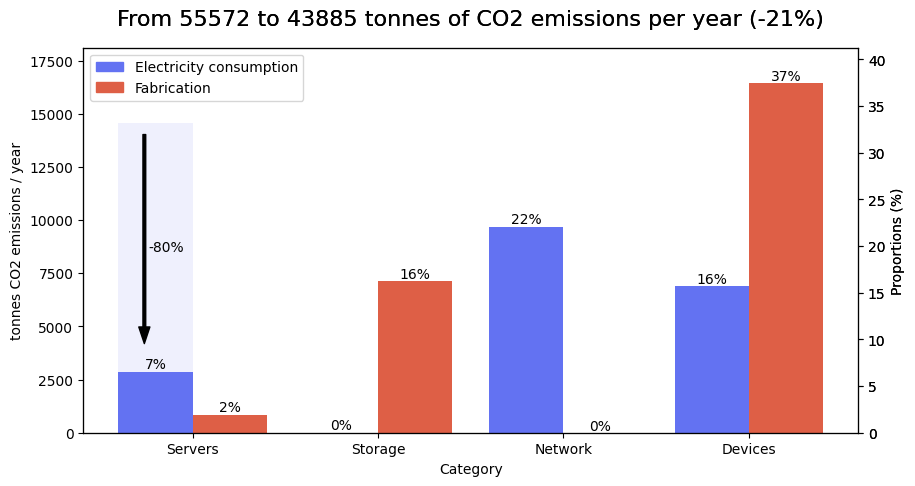 From 55572 to 43885 tonnes of CO2 emissions per year (-21%)
Electricity consumption
Fabrication
tonnes CO2 emissions / year
17500
15000
12500
10000
7500
5000
2500
0
-80%
7%
2%
0%
16%
22%
0%
16%
37%
40
35
30
25
20
15
10
5
0
Proportions (%)
Servers
Storage
Network
Devices
Category